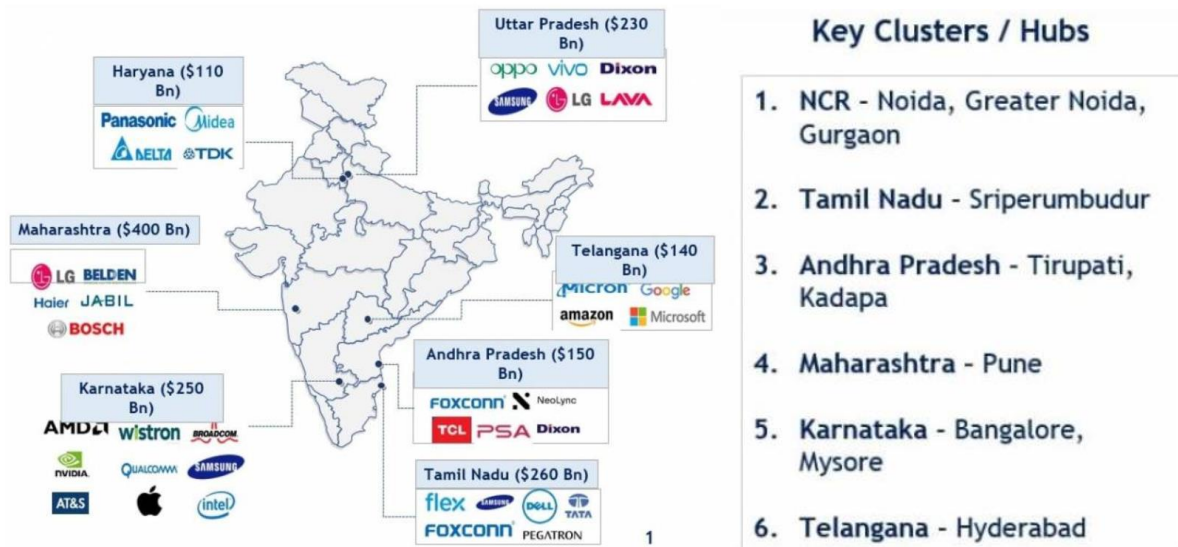 Uttar Pradesh ($230
Bn)
oppo vivo Dixon
SAMSUNG LG LAVA
Haryana ($110
Bn)
Panasonic Midea
DELTA TDK
Maharashtra ($400 Bn)
LG BELDEN
Haier JABIL
BOSCH
Telangana ($140
Bn)
Micron Google
amazon Microsoft
Andhra Pradesh ($150
Bn)
FOXCONN NeoLync
TCL PSA Dixon
Karnataka ($250
Bn)
AMD wistron BROADCOM
NVIDIA. QUALCOMM SAMSUNG
AT&S intel
Tamil Nadu ($260 Bn)
flex SAMSUNG DELL TATA
FOXCONN PEGATRON
1
Key Clusters / Hubs
1. NCR - Noida, Greater Noida,
Gurgaon
2. Tamil Nadu - Sriperumbudur
3. Andhra Pradesh - Tirupati,
Kadapa
4. Maharashtra - Pune
5. Karnataka - Bangalore,
Mysore
6. Telangana - Hyderabad